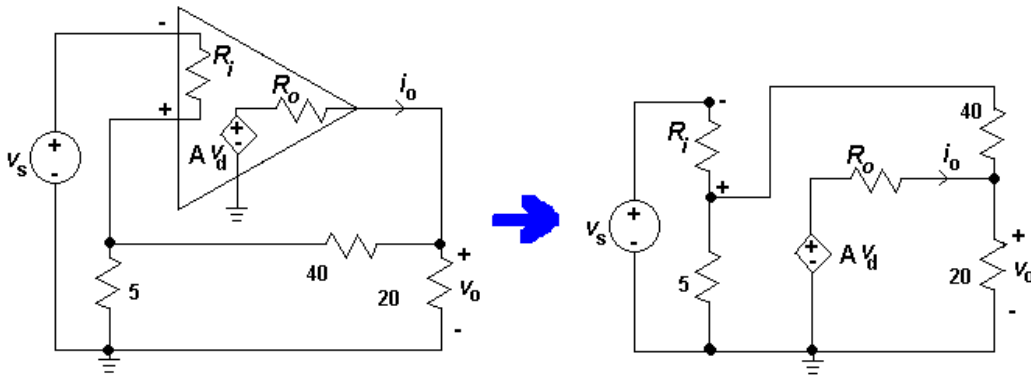 -
R_i
+
R_o
i_o
+
-
v_s
+
-
A v_d
5
40
20
+
v_o
-
-
R_i
+
40
R_o
i_o
+
-
v_s
5
+
-
A v_d
20
+
v_o
-